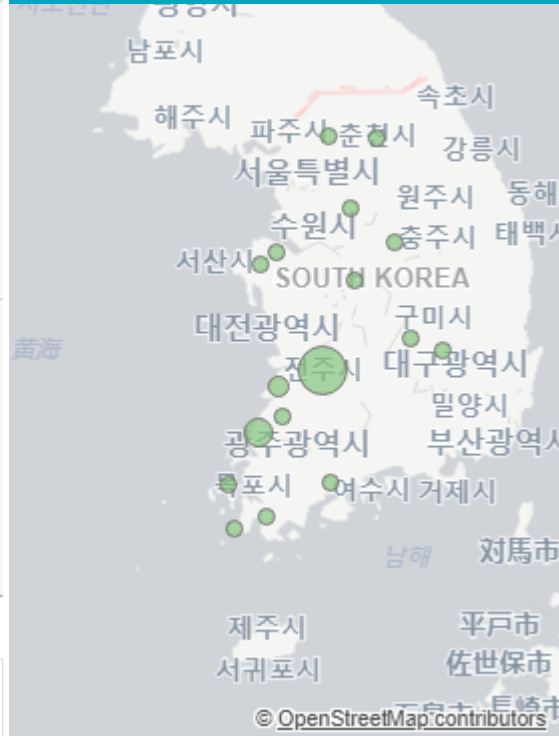 남포시
해주시
파주시
춘천시
속초시
강릉시
서울특별시
원주시
동해
수원시
충주시
태백시
서산시
SOUTH KOREA
대전광역시
구미시
黄海
전주시
대구광역시
밀양시
광주광역시
부산광역시
목포시
여수시
거제시
남해
対馬市
제주시
平戸市
서귀포시
佐世保市
長崎市
© OpenStreetMap contributors